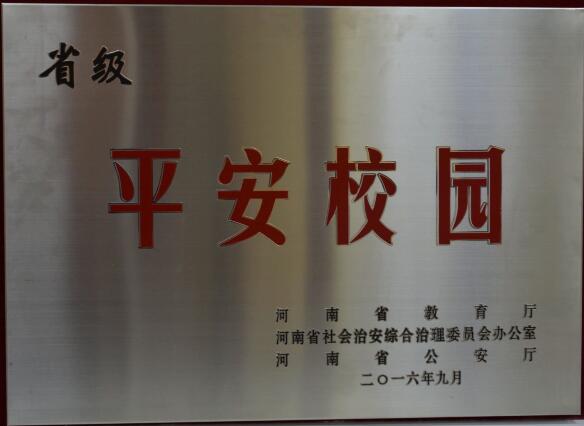 省级
平安校园
河南省教育厅
河南省社会治安综合治理委员会办公室
河南省公安厅
二〇一六年九月